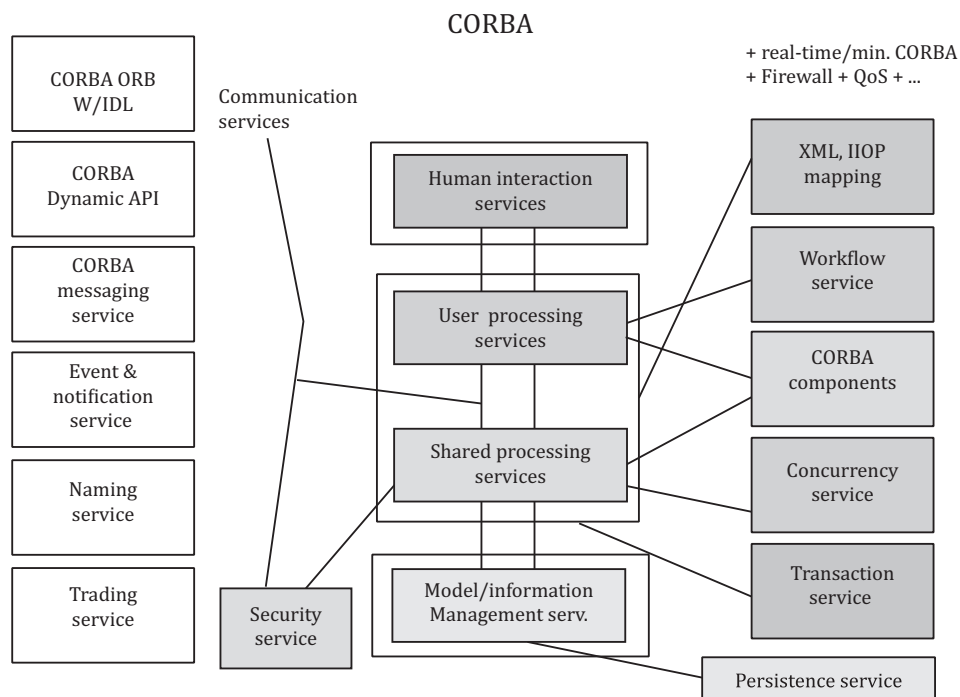 CORBA
+ real-time/min. CORBA
+ Firewall + QoS + ...
CORBA ORB
W/IDL
CORBA
Dynamic API
CORBA
messaging
service
Event &
notification
service
Naming
service
Trading
service
Communication
services
Security
service
Human interaction
services
User processing
services
Shared processing
services
Model/information
Management serv.
XML, IIOP
mapping
Workflow
service
CORBA
components
Concurrency
service
Transaction
service
Persistence service